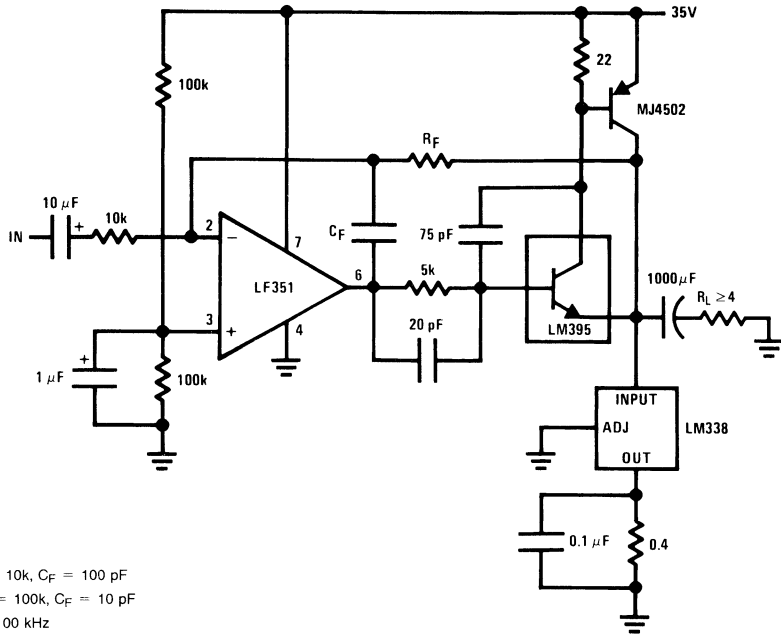 35V
100k
22
MJ4502
R_F
10 μF
+
IN
10k
2
−
7
C_F
75 pF
LF351
6
5k
1000μF
R_L ≥4
3
+
4
LM395
+
1 μF
100k
20 pF
INPUT
ADJ
LM338
OUT
0.1 μF
0.4
10k, C_F = 100 pF
= 100k, C_F = 10 pF
00 kHz